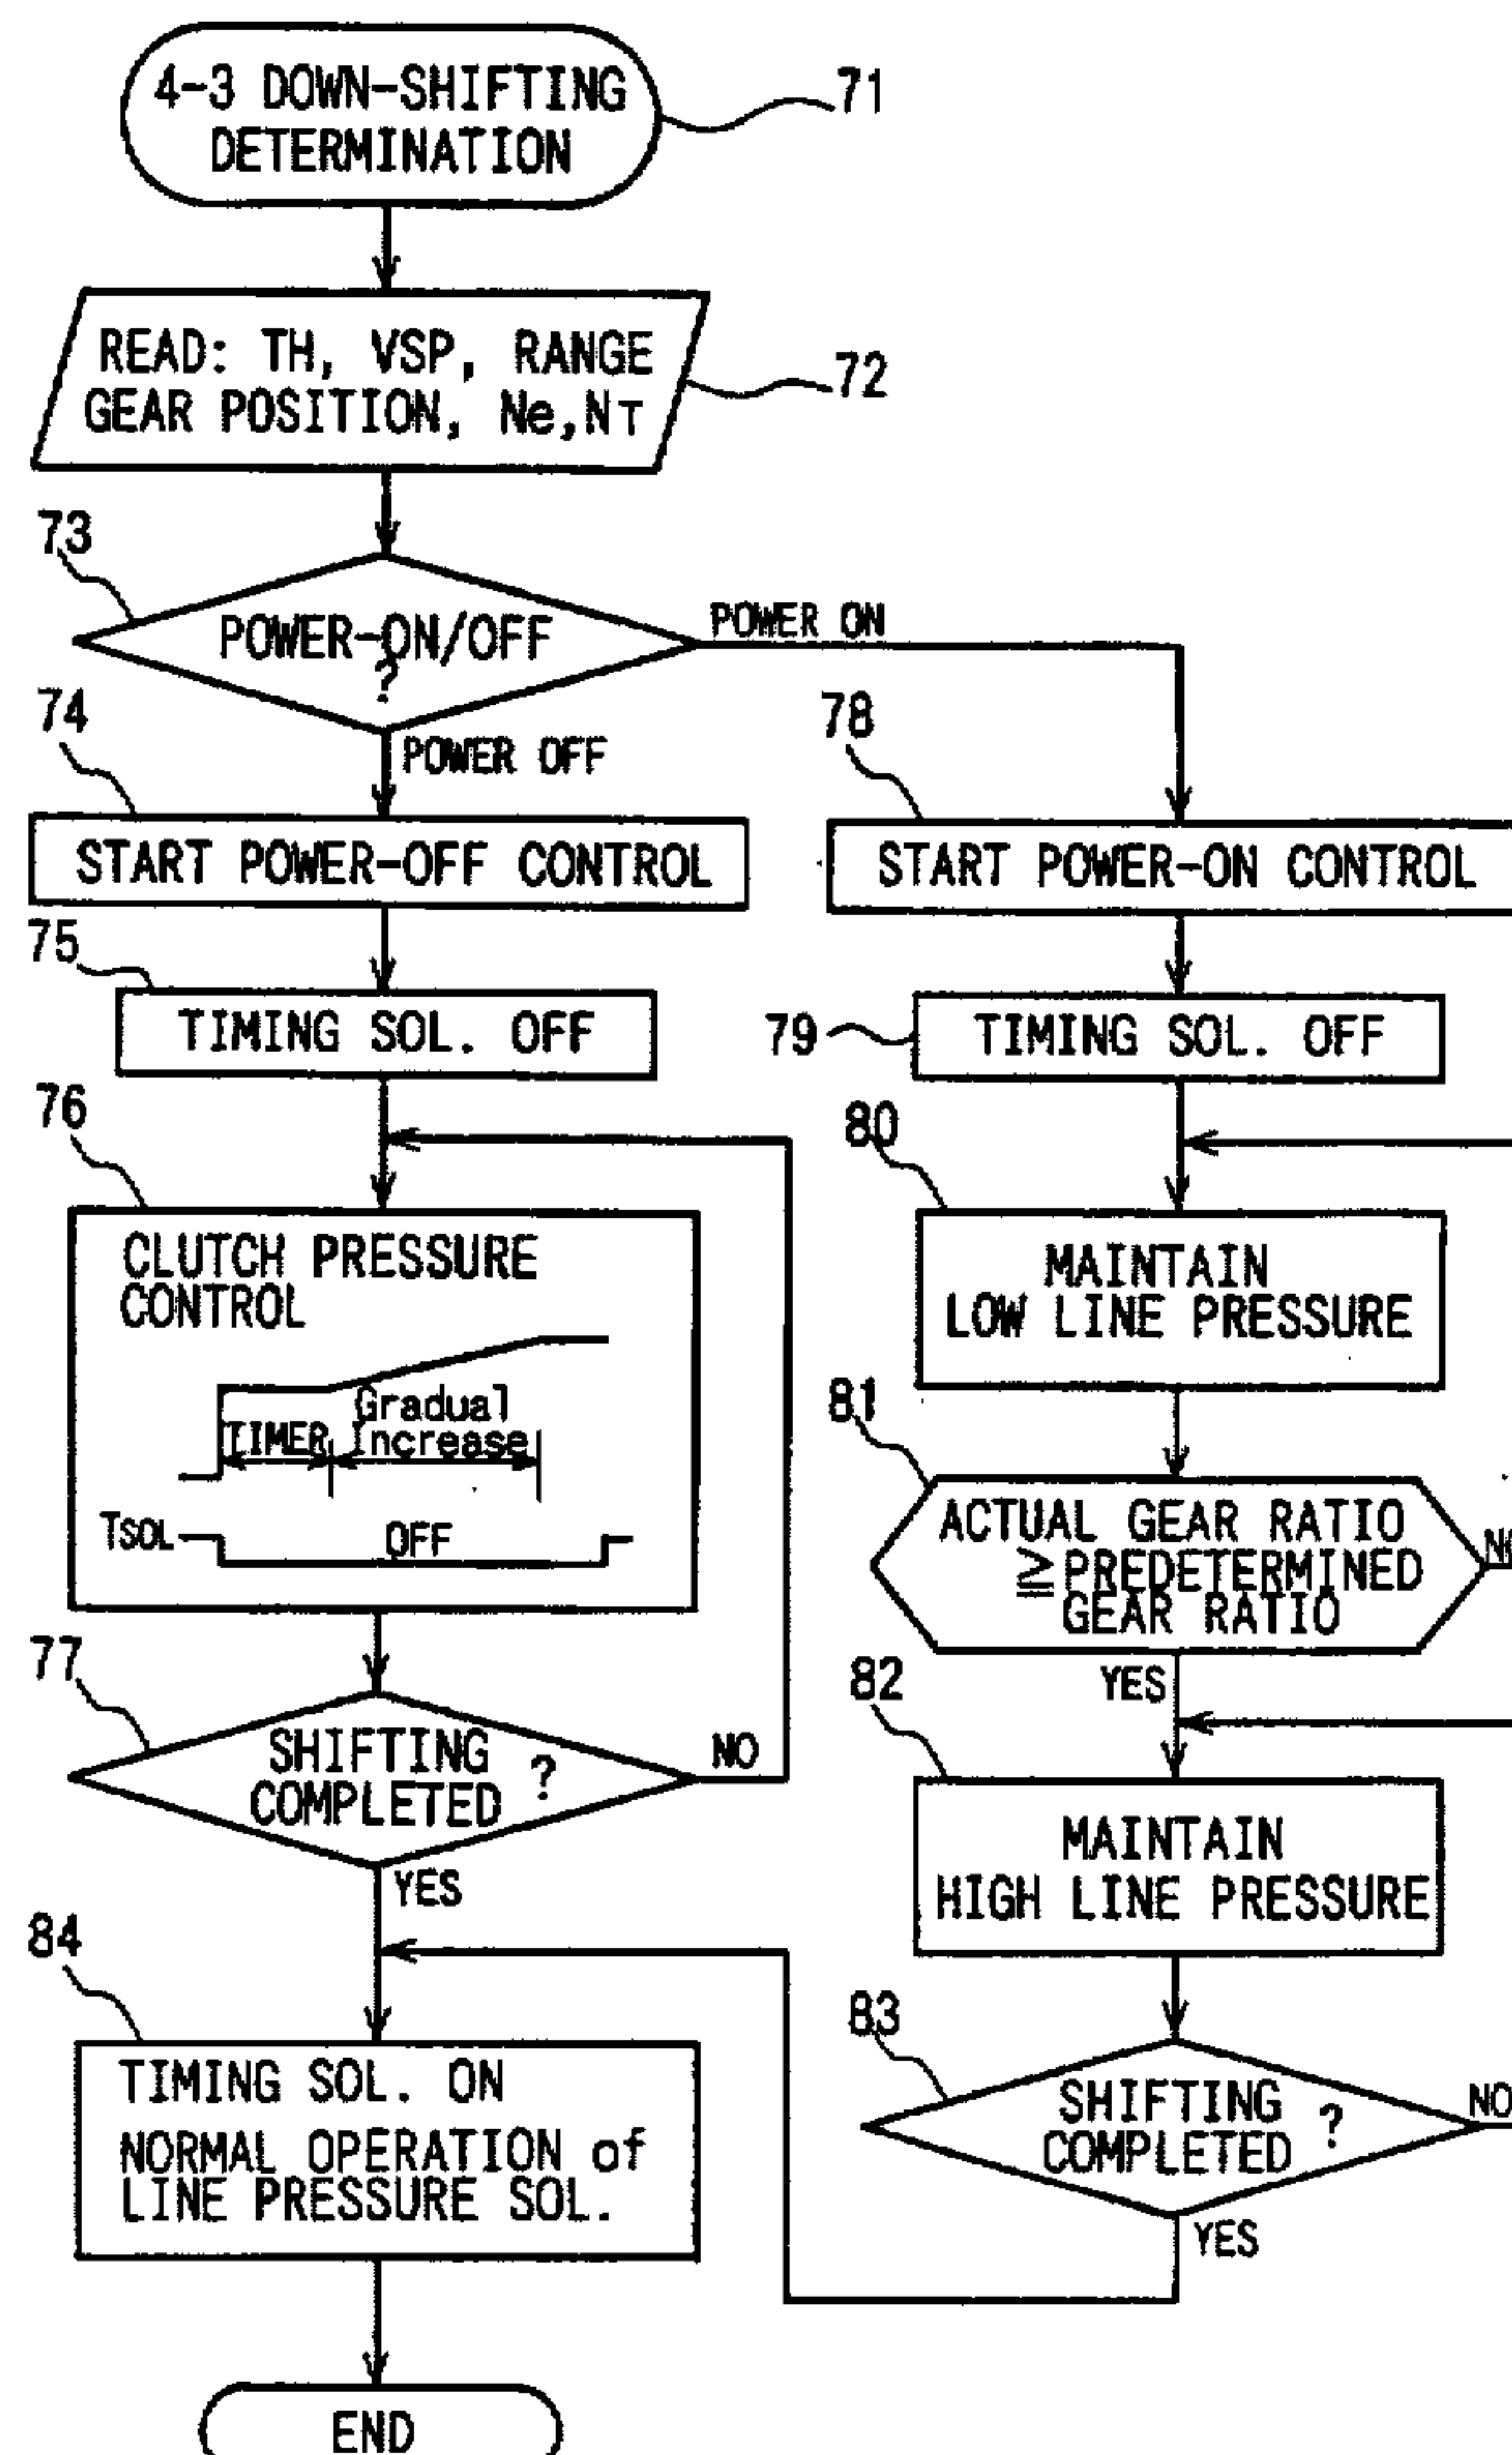 4-3 DOWN-SHIFTING
DETERMINATION
71
READ: TH, VSP, RANGE
GEAR POSITION, Ne,NT
72
73
POWER-ON/OFF
?
POWER ON
POWER OFF
74
START POWER-OFF CONTROL
75
TIMING SOL. OFF
76
CLUTCH PRESSURE
CONTROL
Gradual
TIMER Increase
TSOL
OFF
77
SHIFTING
COMPLETED ?
NO
YES
84
TIMING SOL. ON
NORMAL OPERATION of
LINE PRESSURE SOL.
END
78
START POWER-ON CONTROL
79
TIMING SOL. OFF
80
MAINTAIN
LOW LINE PRESSURE
81
ACTUAL GEAR RATIO
≧PREDETERMINED
GEAR RATIO
NO
YES
82
MAINTAIN
HIGH LINE PRESSURE
83
SHIFTING
COMPLETED ?
NO
YES